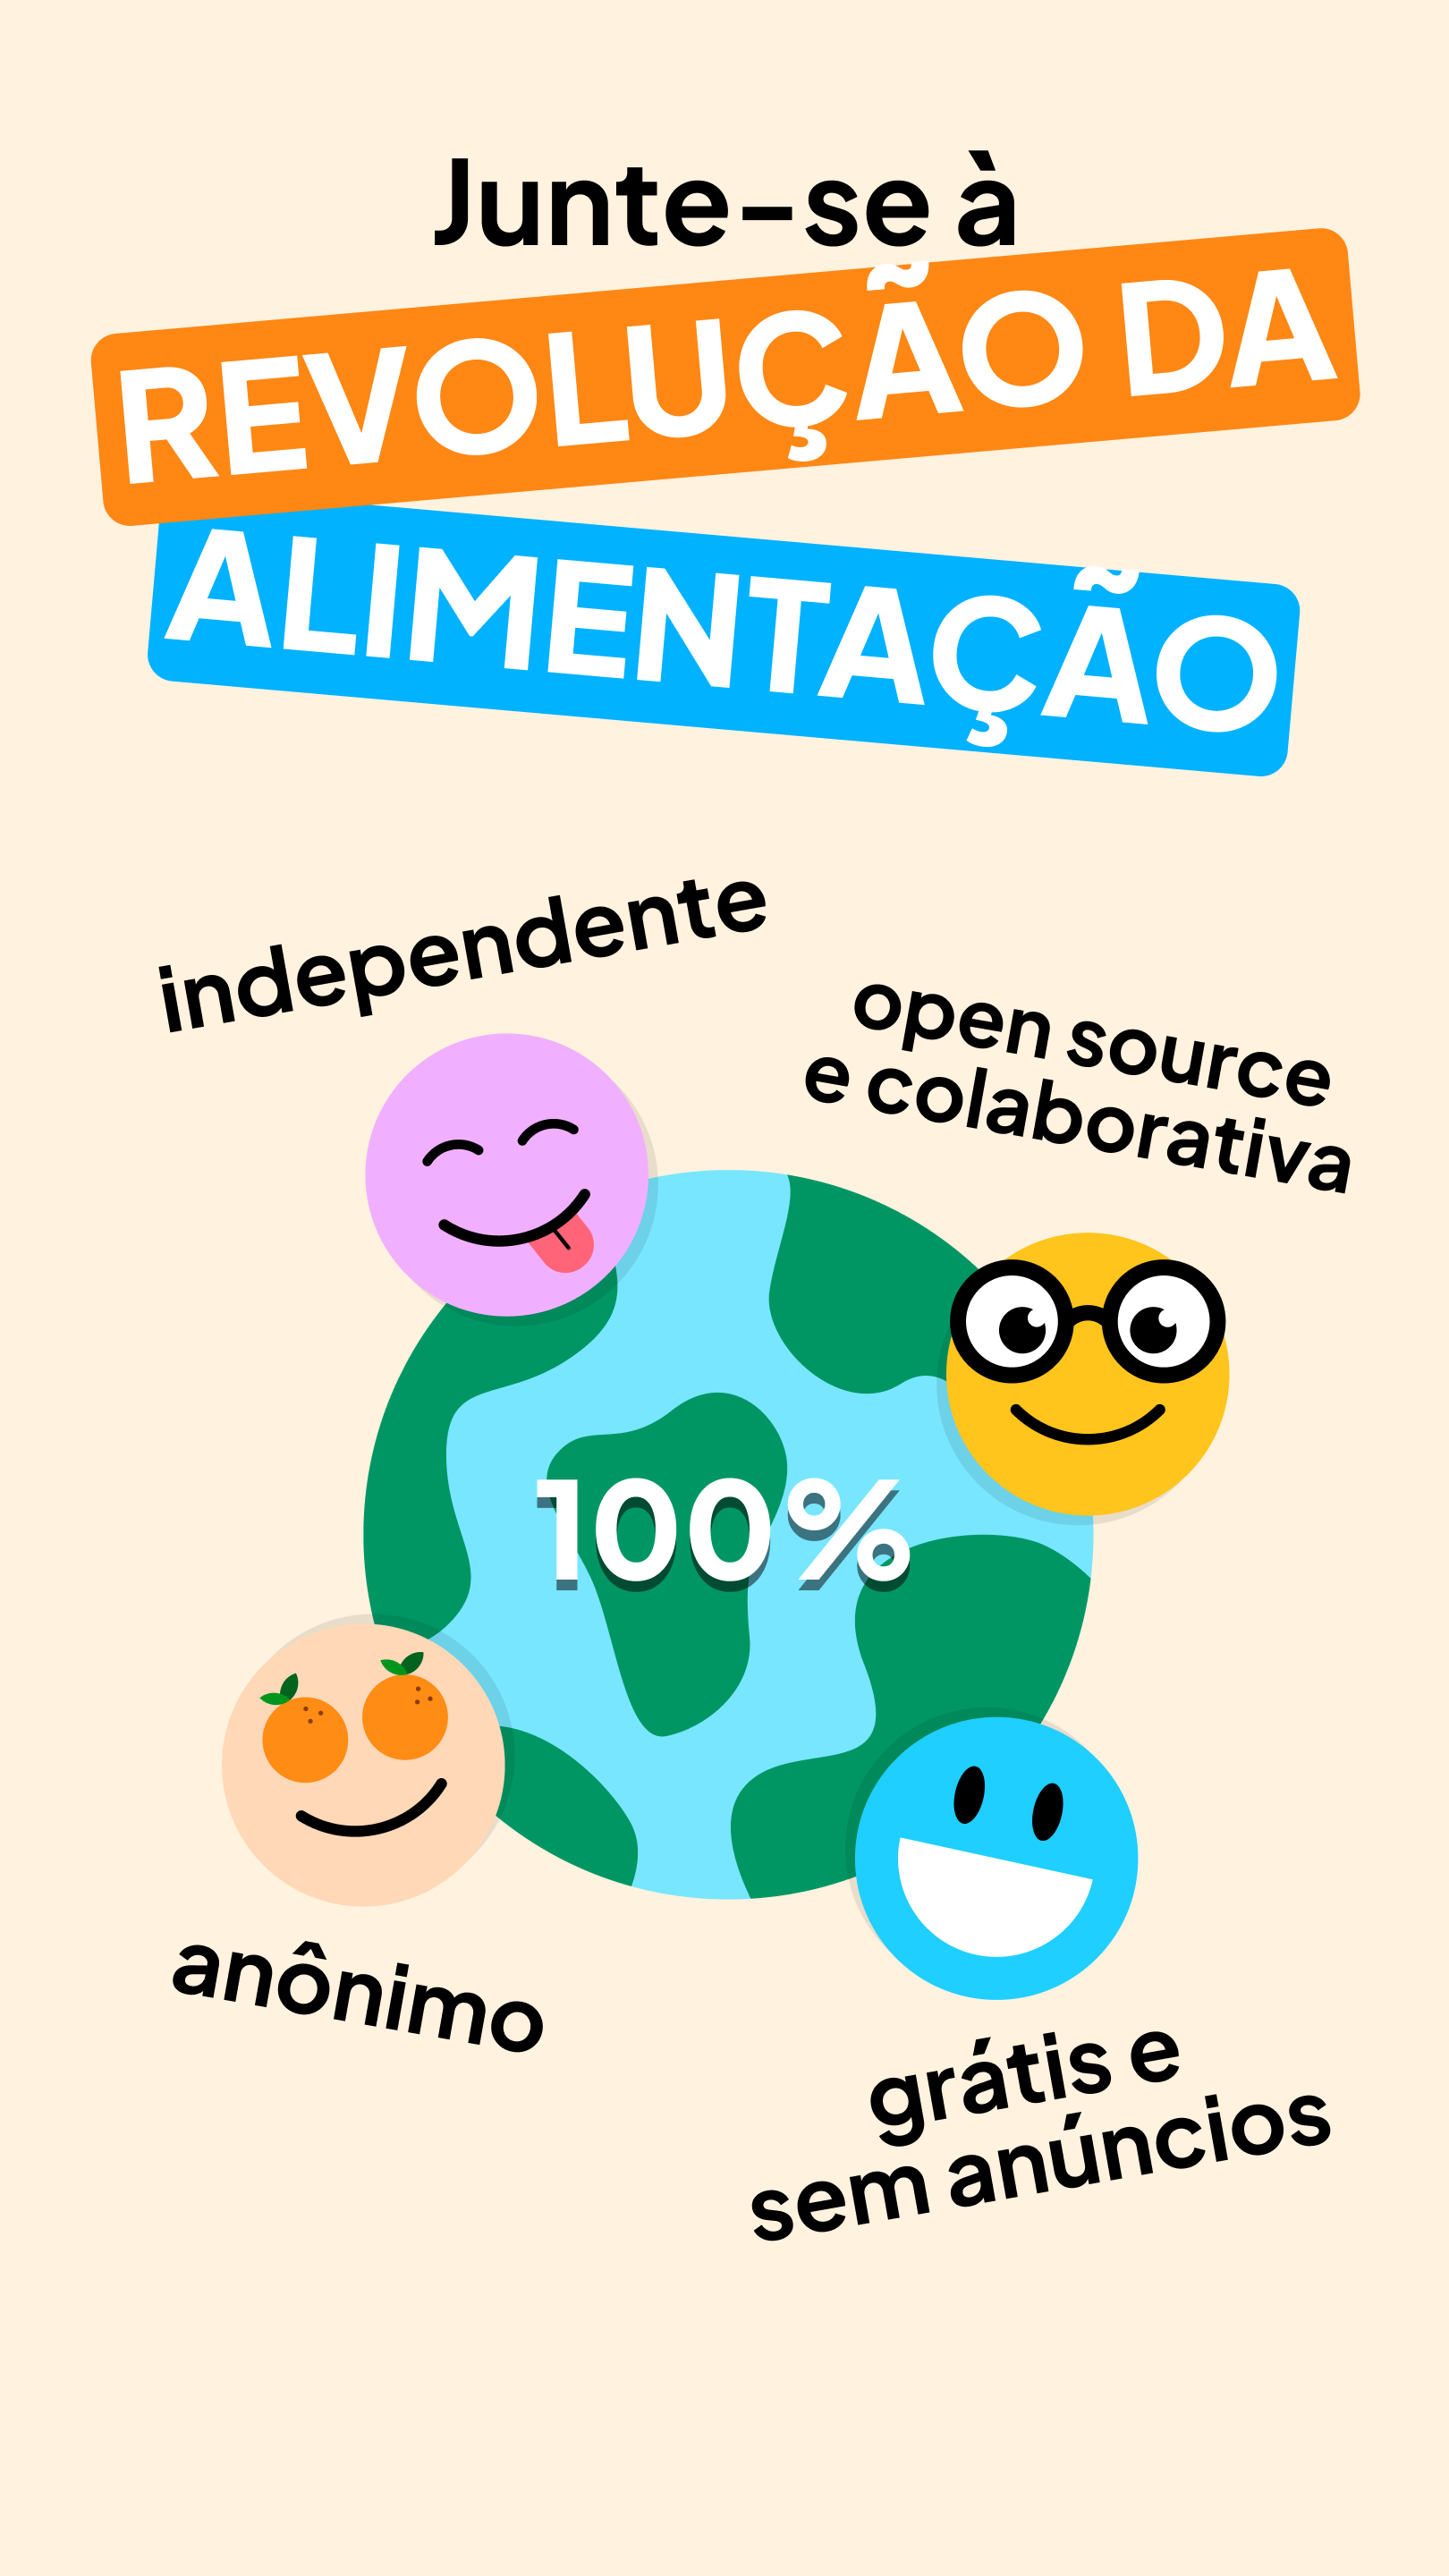 Junte-se à
REVOLUÇÃO DA
ALIMENTAÇÃO
independente
open source
e colaborativa
100%
anônimo
grátis e
sem anúncios